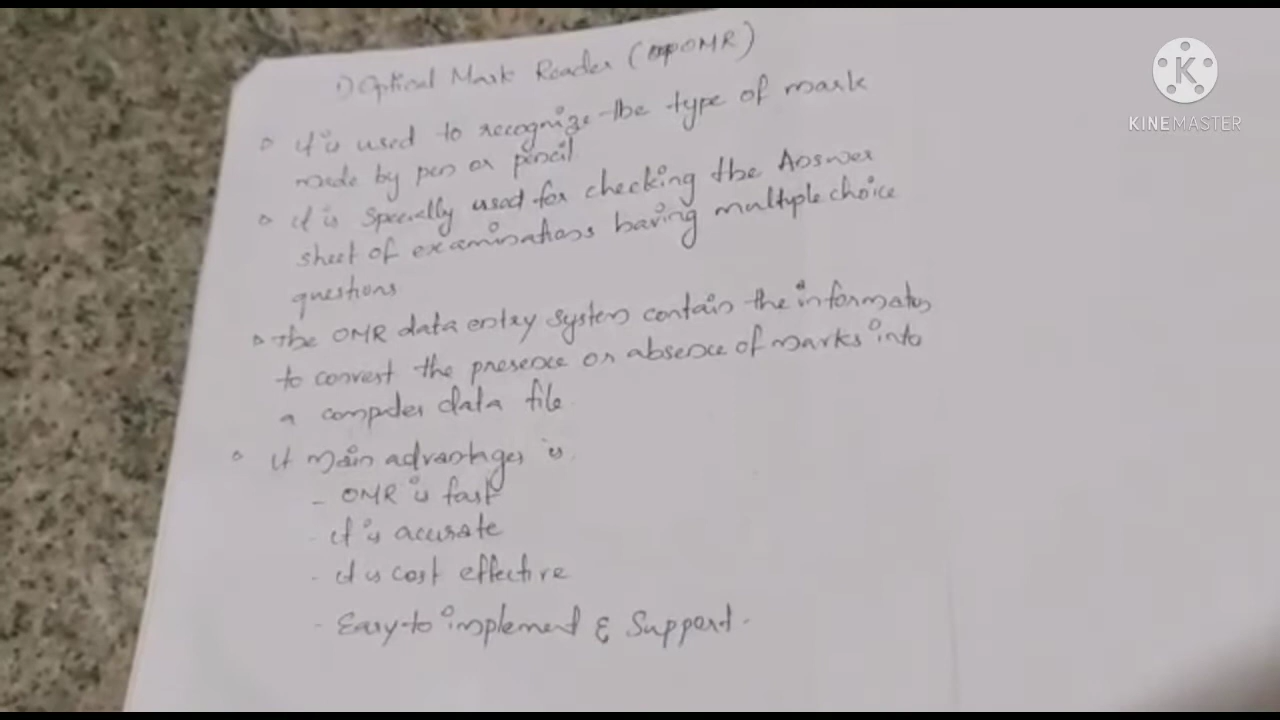 1) Optical Mark Reader (OMR)
it is used to recognize the type of mark
made by pen or pencil
it is specially used for checking the Answer
sheet of examinations having multiple choice
questions
The OMR data entry system contain the information
to convert the presence or absence of marks into
a computer data file.
it main advantages is.
- OMR is fast
- it is accurate
- it is cost effective
- Easy to implement & Support.
K
KINEMASTER